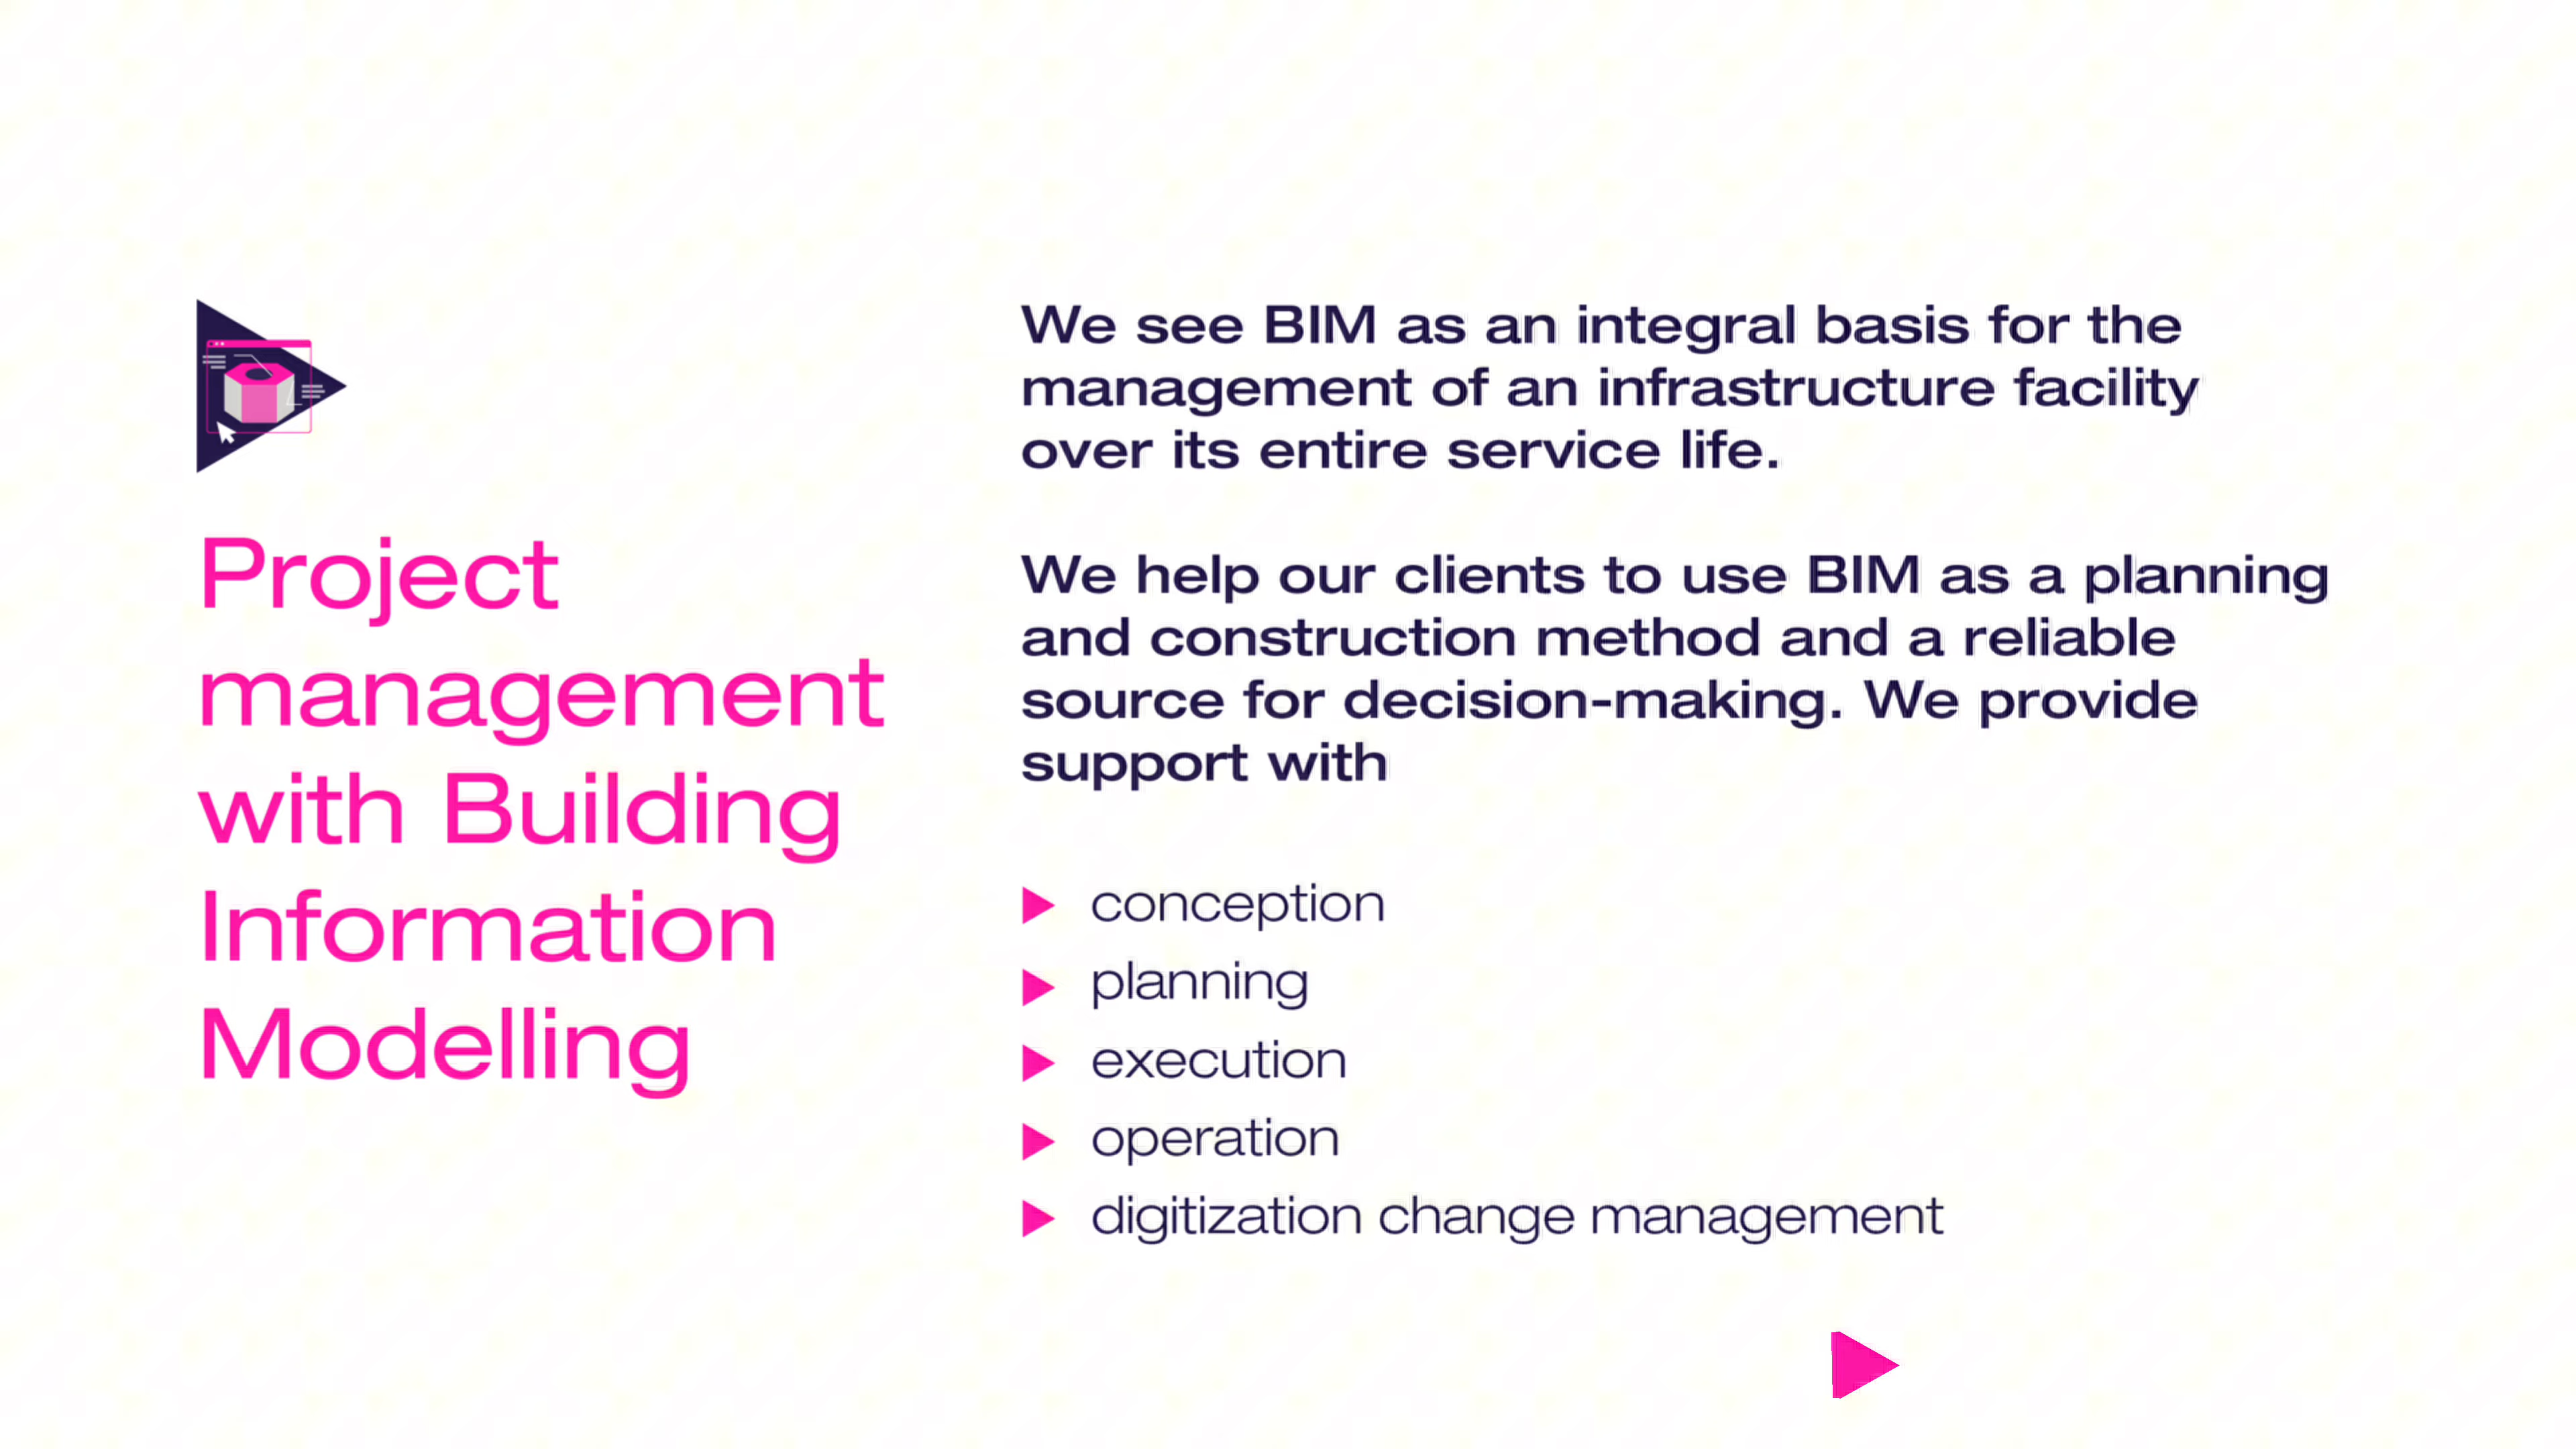 Project
management
with Building
Information
Modelling
We see BIM as an integral basis for the
management of an infrastructure facility
over its entire service life.
We help our clients to use BIM as a planning
and construction method and a reliable
source for decision-making. We provide
support with
conception
planning
execution
operation
digitization change management